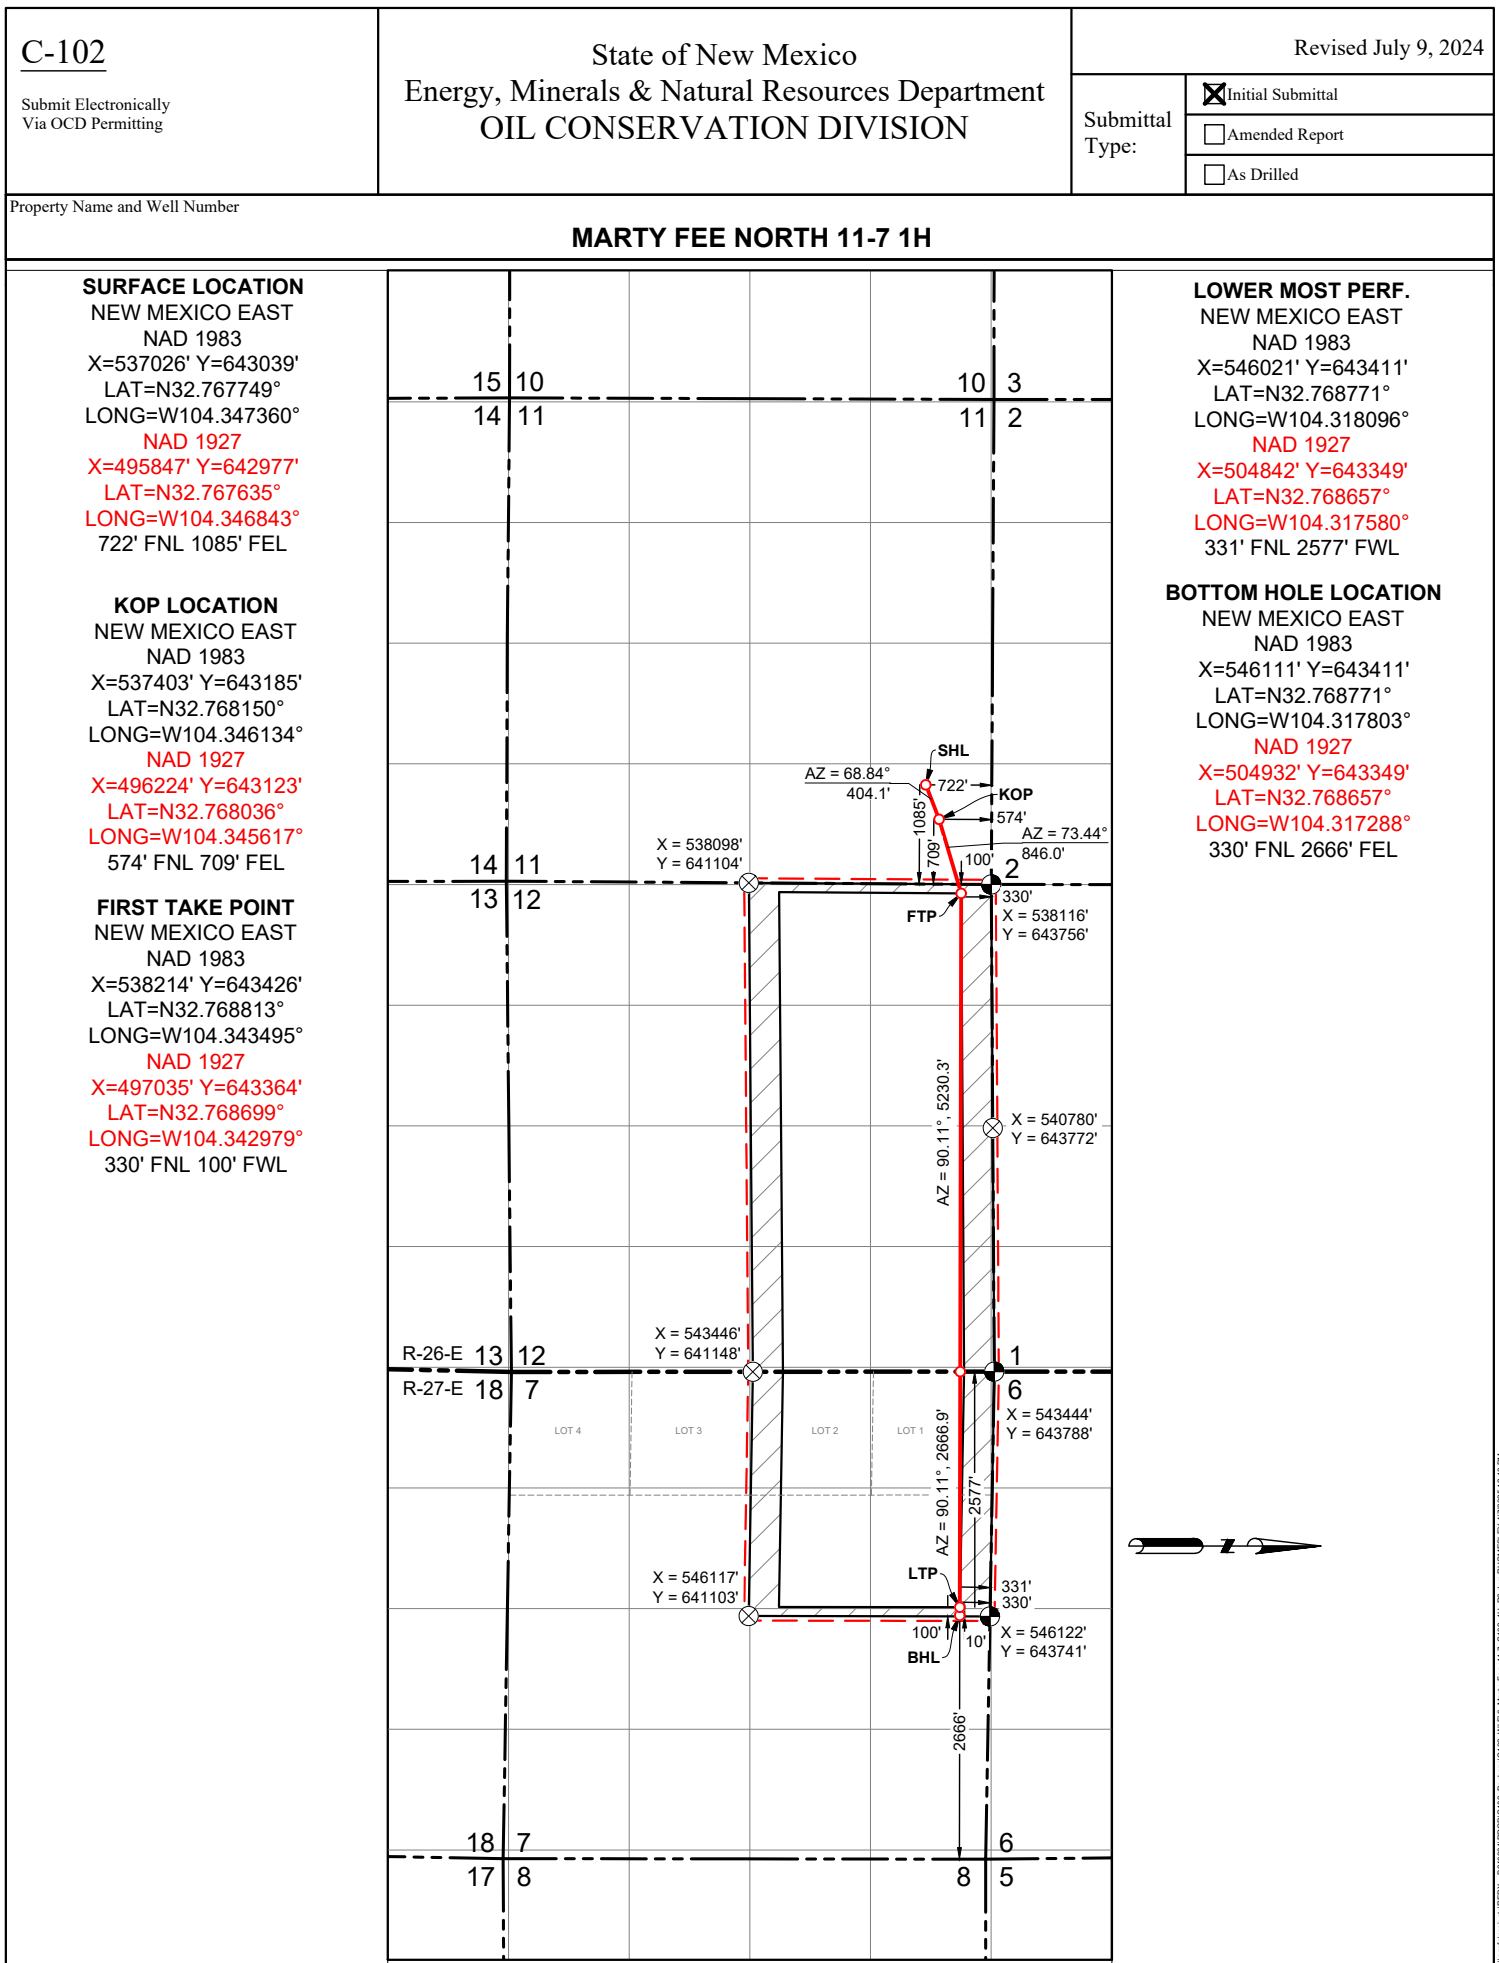 C-102
Submit Electronically
Via OCD Permitting
State of New Mexico
Energy, Minerals & Natural Resources Department
OIL CONSERVATION DIVISION
Revised July 9, 2024
Submittal
Type:
Initial Submittal
Amended Report
As Drilled
Property Name and Well Number
MARTY FEE NORTH 11-7 1H
SURFACE LOCATION
NEW MEXICO EAST
NAD 1983
X=537026' Y=643039'
LAT=N32.767749°
LONG=W104.347360°
NAD 1927
X=495847' Y=642977'
LAT=N32.767635°
LONG=W104.346843°
722' FNL 1085' FEL
KOP LOCATION
NEW MEXICO EAST
NAD 1983
X=537403' Y=643185'
LAT=N32.768150°
LONG=W104.346134°
NAD 1927
X=496224' Y=643123'
LAT=N32.768036°
LONG=W104.345617°
574' FNL 709' FEL
FIRST TAKE POINT
NEW MEXICO EAST
NAD 1983
X=538214' Y=643426'
LAT=N32.768813°
LONG=W104.343495°
NAD 1927
X=497035' Y=643364'
LAT=N32.768699°
LONG=W104.342979°
330' FNL 100' FWL
15 10
14 11
10 3
11 2
SHL
AZ = 68.84°
404.1'
722'
KOP
574'
1085'
709'
AZ = 73.44°
846.0'
100'
X = 538098'
Y = 641104'
14 11
13 12
2
330'
FTP
X = 538116'
Y = 643756'
AZ = 90.11°, 5230.3'
X = 540780'
Y = 643772'
X = 543446'
Y = 641148'
R-26-E 13 12
R-27-E 18 7
1
6
X = 543444'
Y = 643788'
LOT 4
LOT 3
LOT 2
LOT 1
AZ = 90.11°, 2666.9'
2577'
LTP
X = 546117'
Y = 641103'
331'
330'
100'
10'
BHL
X = 546122'
Y = 643741'
2666'
18 7
17 8
6
8 5
N
LOWER MOST PERF.
NEW MEXICO EAST
NAD 1983
X=546021' Y=643411'
LAT=N32.768771°
LONG=W104.318096°
NAD 1927
X=504842' Y=643349'
LAT=N32.768657°
LONG=W104.317580°
331' FNL 2577' FWL
BOTTOM HOLE LOCATION
NEW MEXICO EAST
NAD 1983
X=546111' Y=643411'
LAT=N32.768771°
LONG=W104.317803°
NAD 1927
X=504932' Y=643349'
LAT=N32.768657°
LONG=W104.317288°
330' FNL 2666' FEL